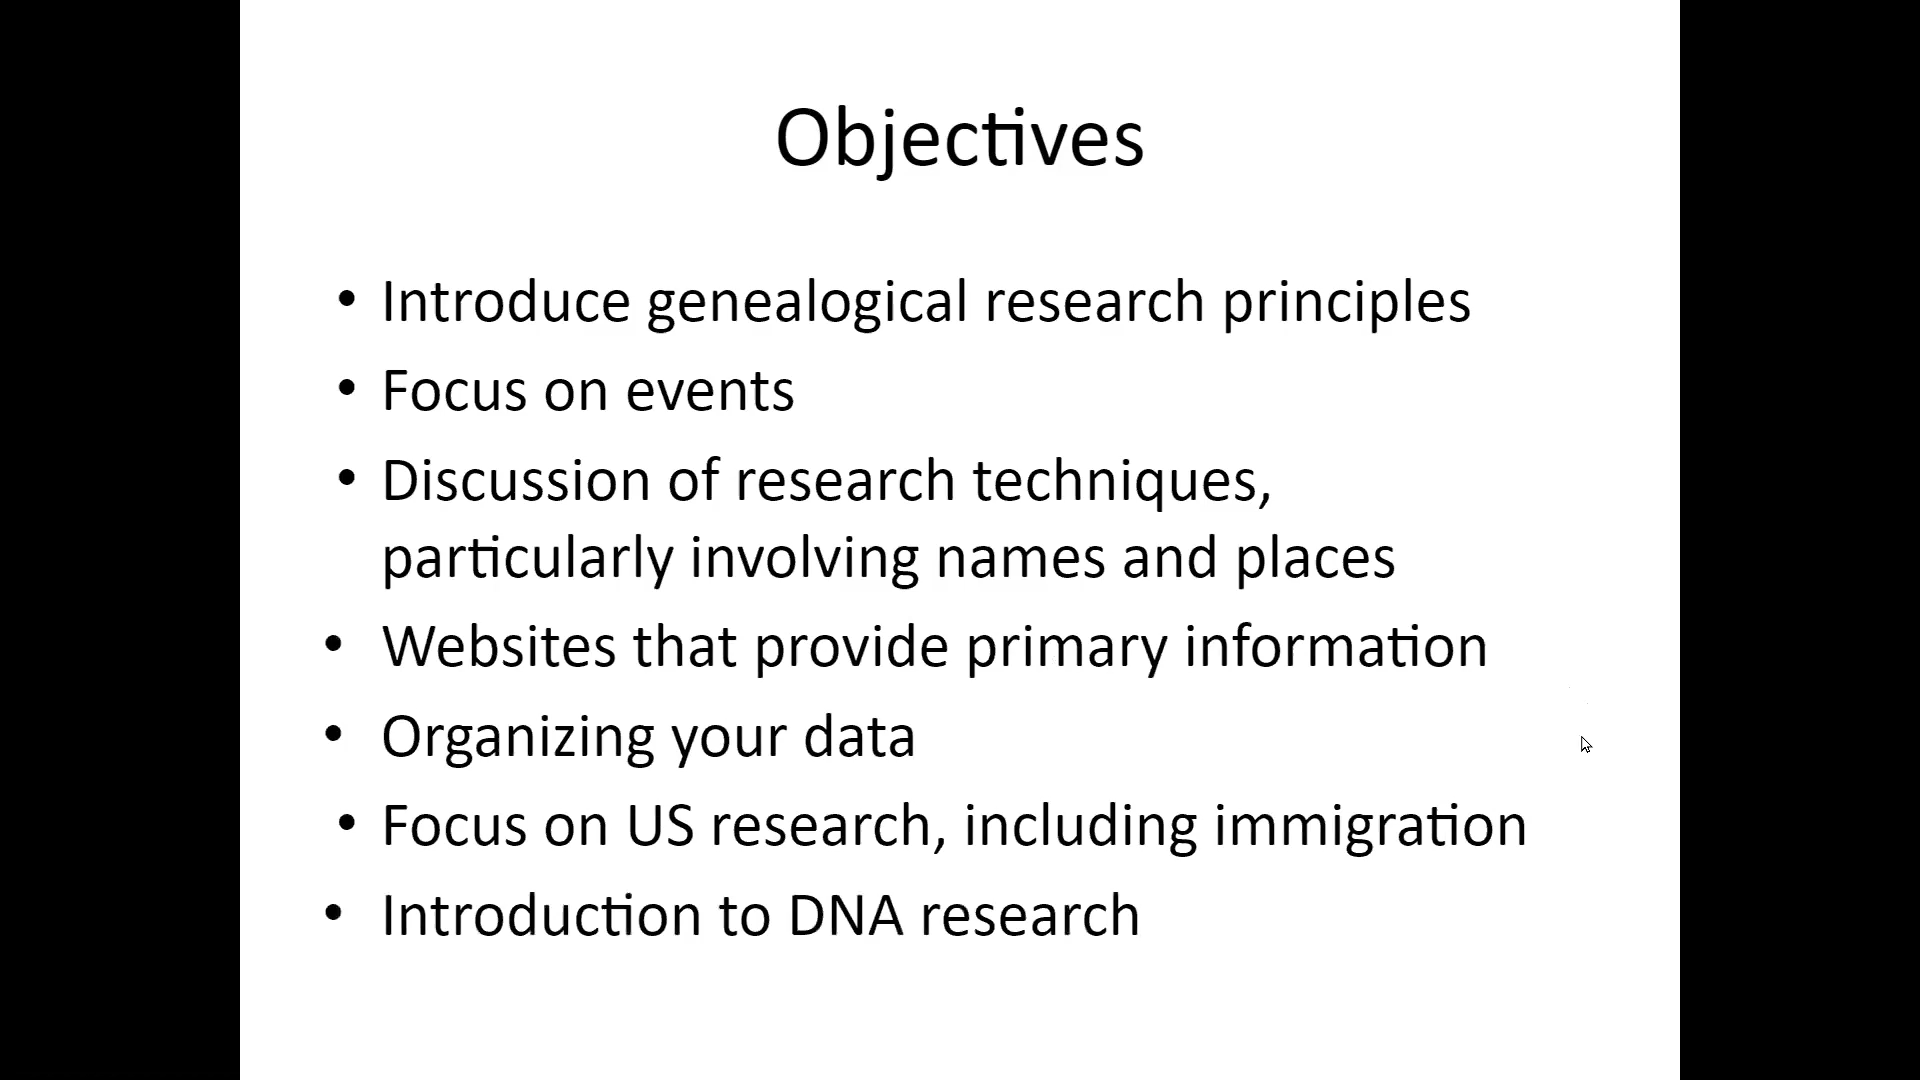 Objectives
• Introduce genealogical research principles
• Focus on events
• Discussion of research techniques,
particularly involving names and places
• Websites that provide primary information
• Organizing your data
• Focus on US research, including immigration
• Introduction to DNA research